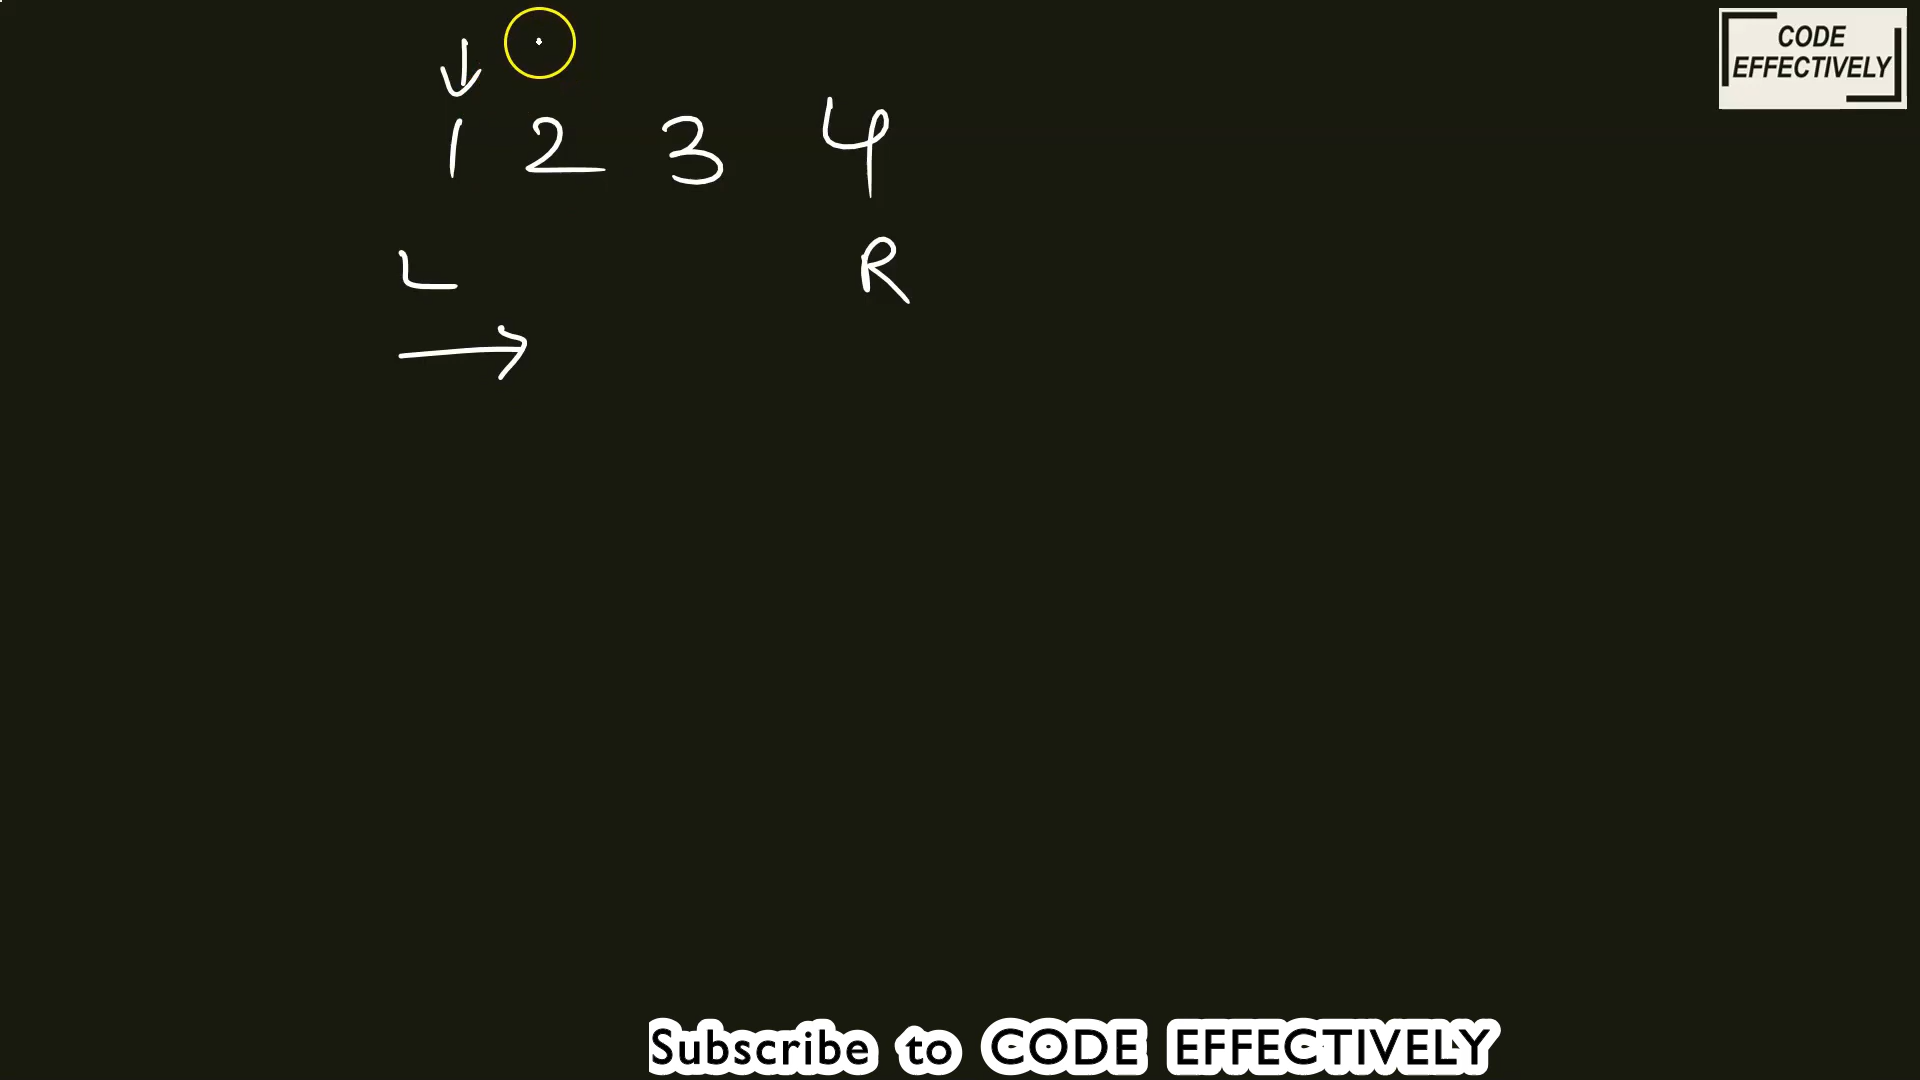 CODE
EFFECTIVELY
1 2 3 4
L R
Subscribe to CODE EFFECTIVELY